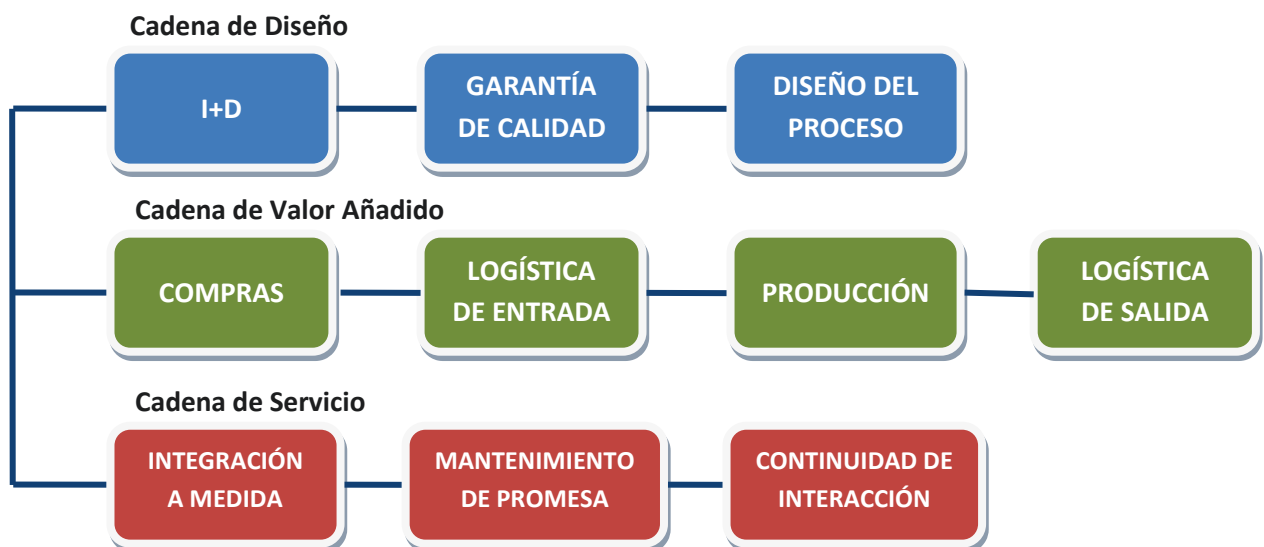 Cadena de Diseño
I+D
GARANTÍA
DE CALIDAD
DISEÑO DEL
PROCESO
Cadena de Valor Añadido
COMPRAS
LOGÍSTICA
DE ENTRADA
PRODUCCIÓN
LOGÍSTICA
DE SALIDA
Cadena de Servicio
INTEGRACIÓN
A MEDIDA
MANTENIMIENTO
DE PROMESA
CONTINUIDAD DE
INTERACCIÓN